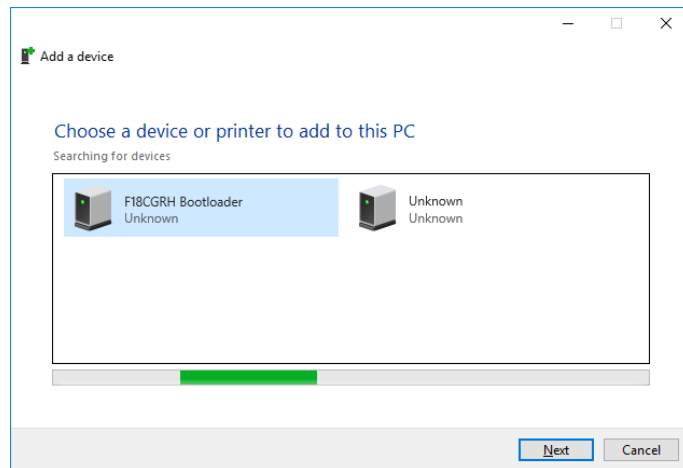 Add a device
Choose a device or printer to add to this PC
Searching for devices
F18CGRH Bootloader
Unknown
Unknown
Unknown
Next
Cancel